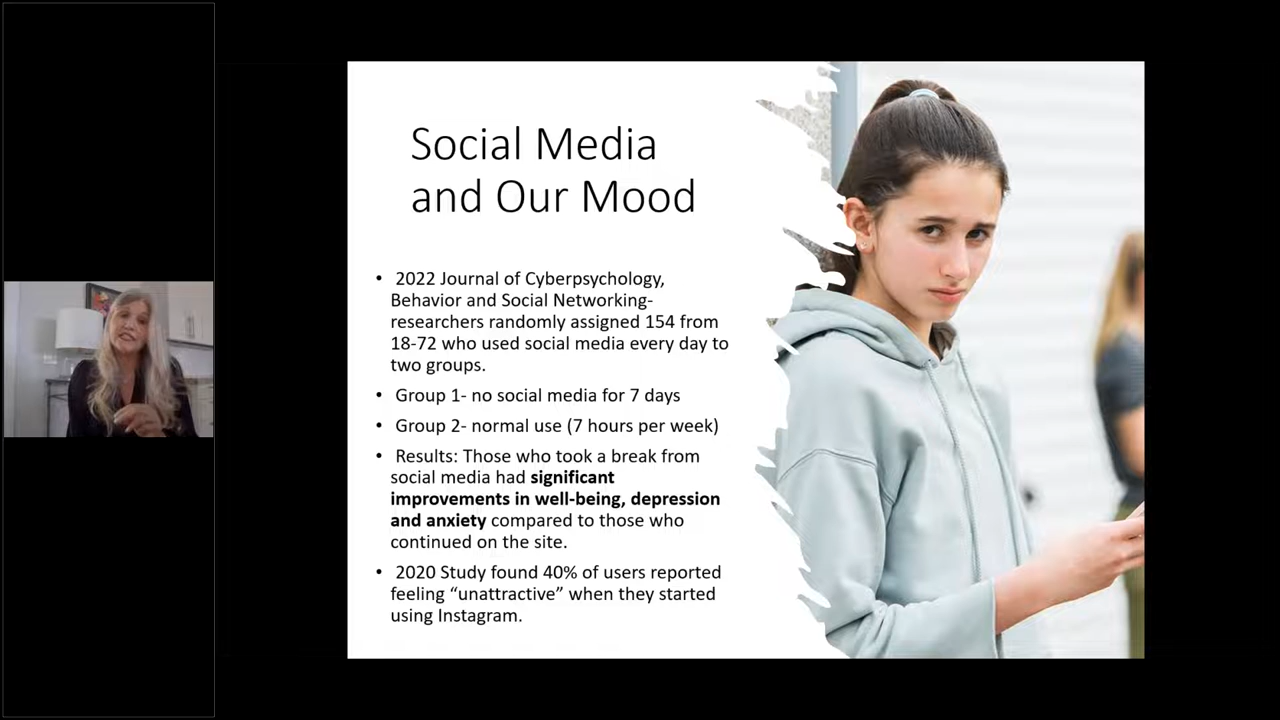 Social Media
and Our Mood
• 2022 Journal of Cyberpsychology,
Behavior and Social Networking-
researchers randomly assigned 154 from
18-72 who used social media every day to
two groups.
• Group 1- no social media for 7 days
• Group 2- normal use (7 hours per week)
• Results: Those who took a break from
social media had significant
improvements in well-being, depression
and anxiety compared to those who
continued on the site.
• 2020 Study found 40% of users reported
feeling “unattractive” when they started
using Instagram.